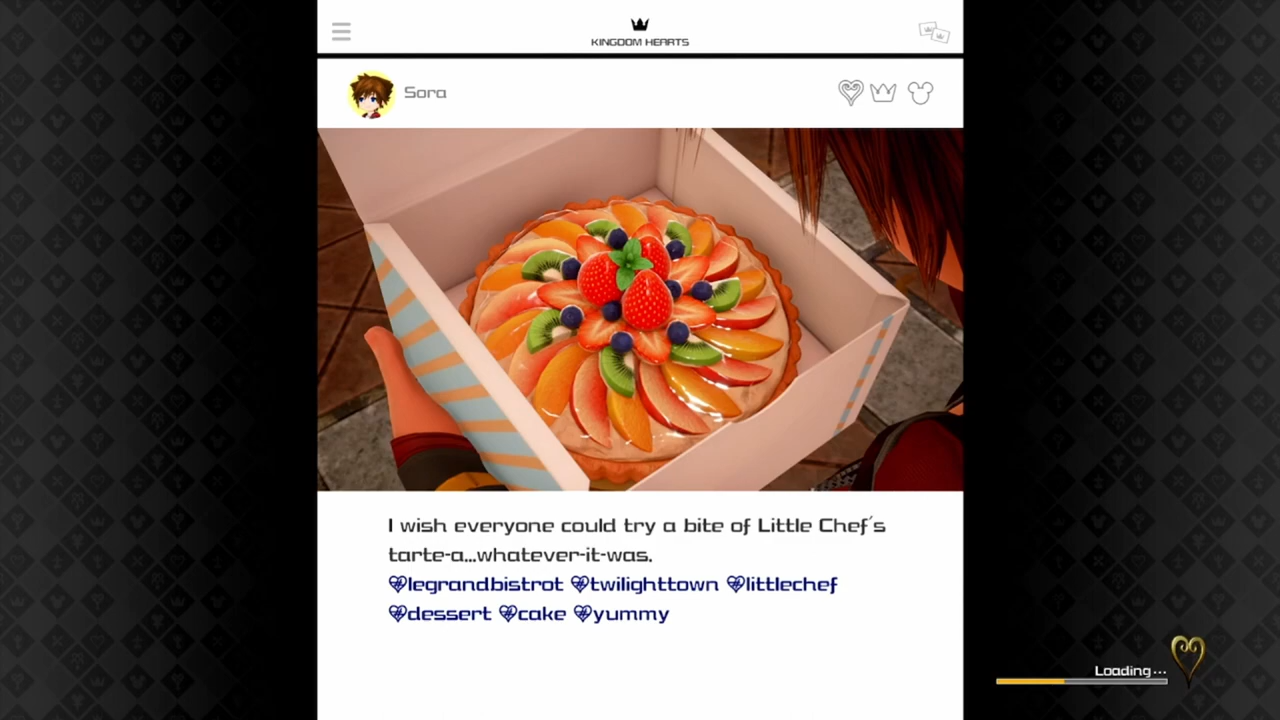 KINGDOM HEARTS
Sora
I wish everyone could try a bite of Little Chef's
tarte-a...whatever-it-was.
#legrandbistrot #twilighttown #littlechef
#dessert #cake #yummy
Loading...